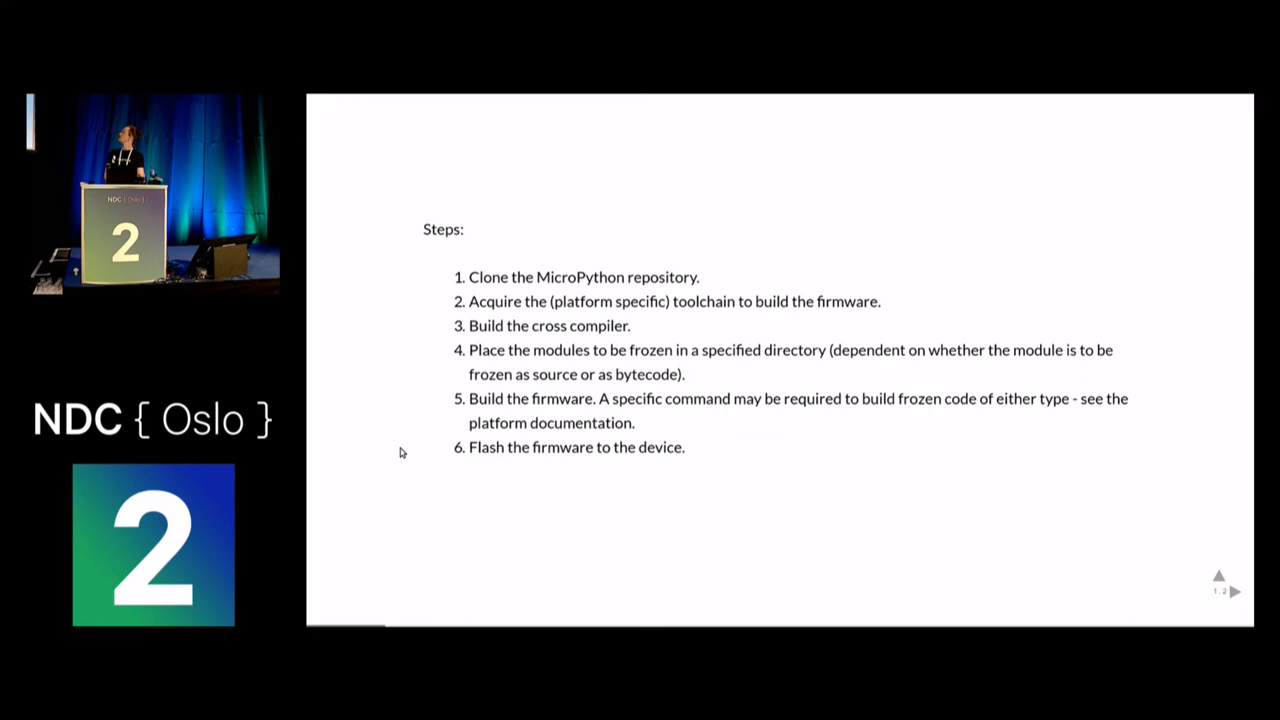 NDC { Oslo }
2
NDC { Oslo }
2
Steps:
1. Clone the MicroPython repository.
2. Acquire the (platform specific) toolchain to build the firmware.
3. Build the cross compiler.
4. Place the modules to be frozen in a specified directory (dependent on whether the module is to be
frozen as source or as bytecode).
5. Build the firmware. A specific command may be required to build frozen code of either type - see the
platform documentation.
6. Flash the firmware to the device.
1.2